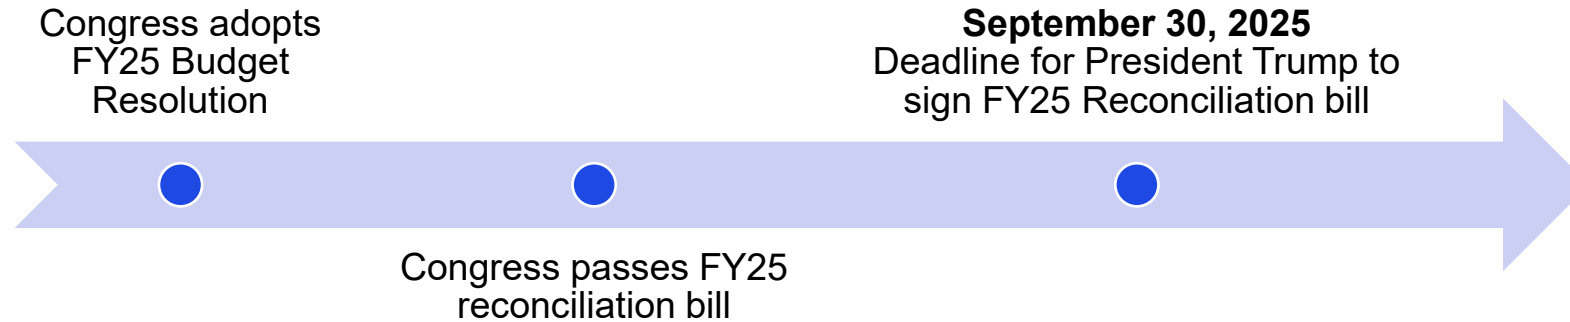 Congress adopts
FY25 Budget
Resolution
Congress passes FY25
reconciliation bill
September 30, 2025
Deadline for President Trump to
sign FY25 Reconciliation bill